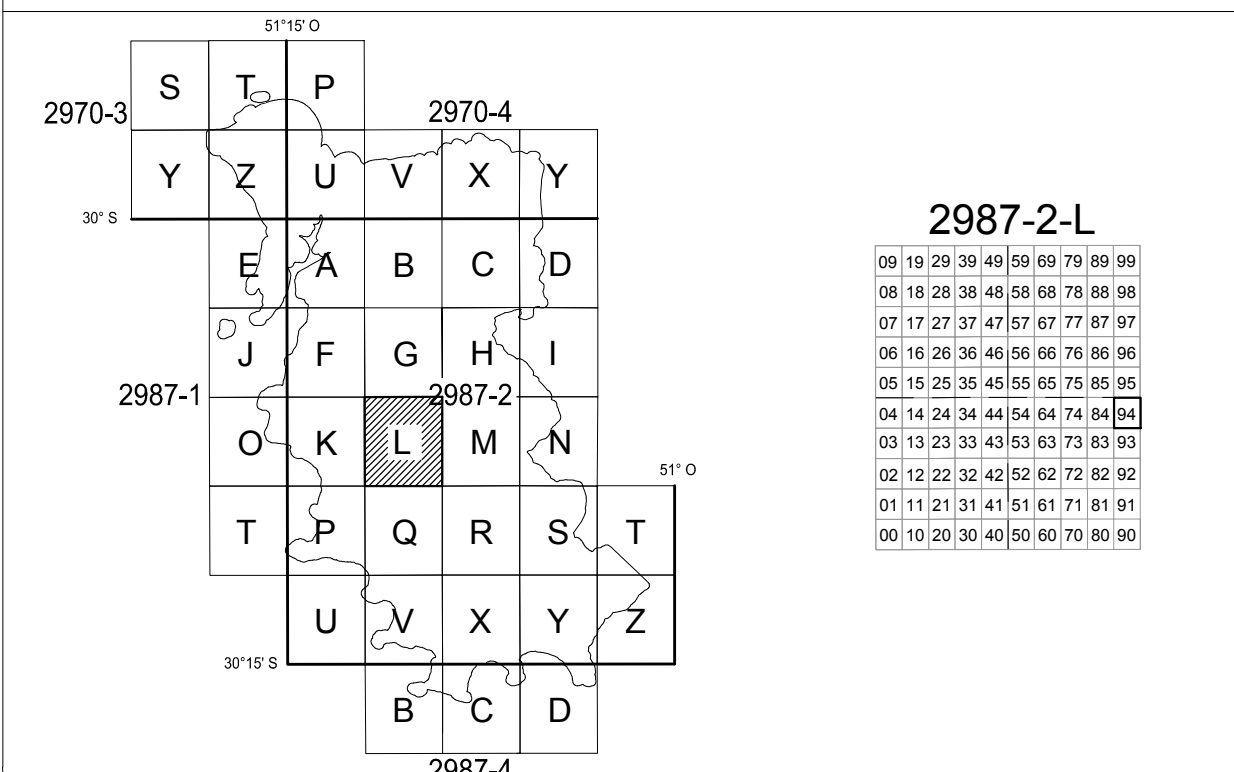 51°15' O
S T P
2970-3
2970-4
Y Z U V X Y
30° S
E A B C D
J F G H I
2987-1
2987-2
O K L M N
51° O
T P Q R S T
U V X Y Z
30°15' S
B C D
2987-4
2987-2-L
09 19 29 39 49 59 69 79 89 99
08 18 28 38 48 58 68 78 88 98
07 17 27 37 47 57 67 77 87 97
06 16 26 36 46 56 66 76 86 96
05 15 25 35 45 55 65 75 85 95
04 14 24 34 44 54 64 74 84 94
03 13 23 33 43 53 63 73 83 93
02 12 22 32 42 52 62 72 82 92
01 11 21 31 41 51 61 71 81 91
00 10 20 30 40 50 60 70 80 90